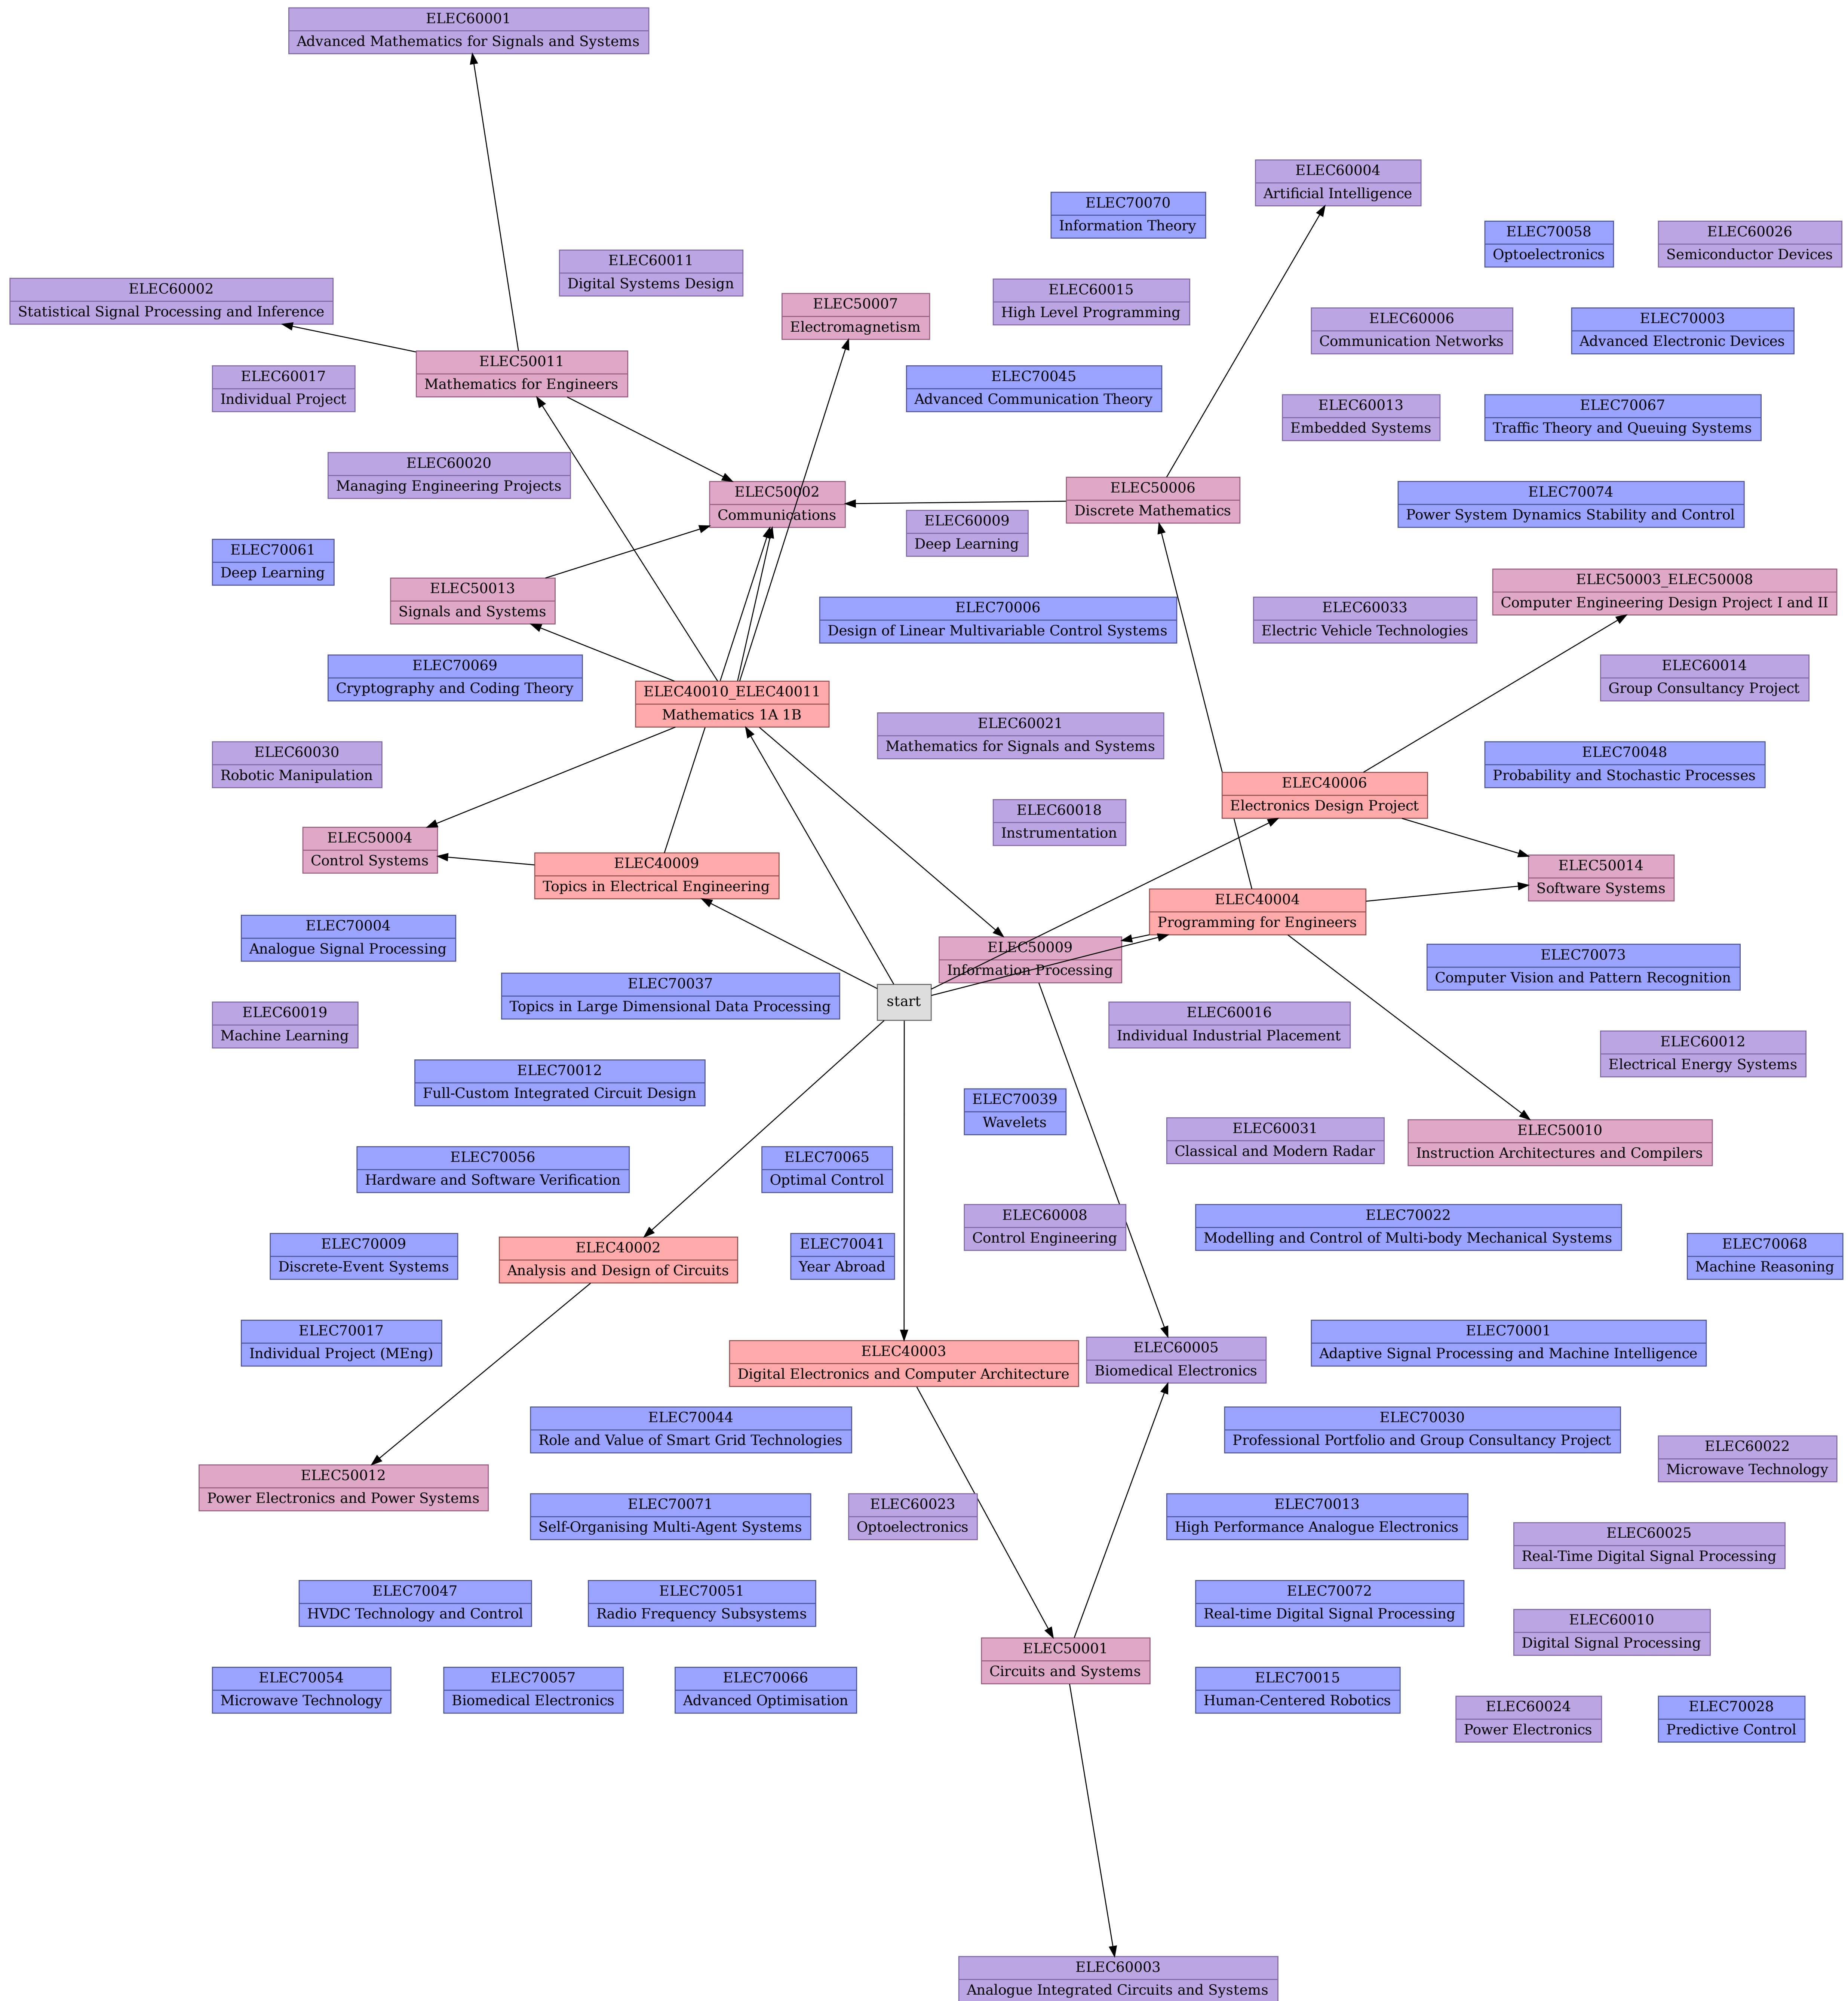 ELEC60001
Advanced Mathematics for Signals and Systems
ELEC60004
Artificial Intelligence
ELEC70070
Information Theory
ELEC70058
Optoelectronics
ELEC60026
Semiconductor Devices
ELEC60011
Digital Systems Design
ELEC60002
Statistical Signal Processing and Inference
ELEC60015
High Level Programming
ELEC50007
Electromagnetism
ELEC60006
Communication Networks
ELEC70003
Advanced Electronic Devices
ELEC50011
Mathematics for Engineers
ELEC60017
Individual Project
ELEC70045
Advanced Communication Theory
ELEC60013
Embedded Systems
ELEC70067
Traffic Theory and Queuing Systems
ELEC60020
Managing Engineering Projects
ELEC50002
Communications
ELEC50006
Discrete Mathematics
ELEC70074
Power System Dynamics Stability and Control
ELEC60009
Deep Learning
ELEC70061
Deep Learning
ELEC50013
Signals and Systems
ELEC50003_ELEC50008
Computer Engineering Design Project I and II
ELEC70006
Design of Linear Multivariable Control Systems
ELEC60033
Electric Vehicle Technologies
ELEC70069
Cryptography and Coding Theory
ELEC60014
Group Consultancy Project
ELEC40010_ELEC40011
Mathematics 1A 1B
ELEC60021
Mathematics for Signals and Systems
ELEC60030
Robotic Manipulation
ELEC70048
Probability and Stochastic Processes
ELEC40006
Electronics Design Project
ELEC60018
Instrumentation
ELEC50004
Control Systems
ELEC40009
Topics in Electrical Engineering
ELEC50014
Software Systems
ELEC40004
Programming for Engineers
ELEC70004
Analogue Signal Processing
ELEC50009
Information Processing
ELEC70073
Computer Vision and Pattern Recognition
ELEC70037
Topics in Large Dimensional Data Processing
start
ELEC60019
Machine Learning
ELEC60016
Individual Industrial Placement
ELEC60012
Electrical Energy Systems
ELEC70012
Full-Custom Integrated Circuit Design
ELEC70039
Wavelets
ELEC60031
Classical and Modern Radar
ELEC50010
Instruction Architectures and Compilers
ELEC70056
Hardware and Software Verification
ELEC70065
Optimal Control
ELEC60008
Control Engineering
ELEC70022
Modelling and Control of Multi-body Mechanical Systems
ELEC70009
Discrete-Event Systems
ELEC40002
Analysis and Design of Circuits
ELEC70041
Year Abroad
ELEC70068
Machine Reasoning
ELEC70017
Individual Project (MEng)
ELEC40003
Digital Electronics and Computer Architecture
ELEC60005
Biomedical Electronics
ELEC70001
Adaptive Signal Processing and Machine Intelligence
ELEC70044
Role and Value of Smart Grid Technologies
ELEC70030
Professional Portfolio and Group Consultancy Project
ELEC60022
Microwave Technology
ELEC50012
Power Electronics and Power Systems
ELEC70071
Self-Organising Multi-Agent Systems
ELEC60023
Optoelectronics
ELEC70013
High Performance Analogue Electronics
ELEC60025
Real-Time Digital Signal Processing
ELEC70047
HVDC Technology and Control
ELEC70051
Radio Frequency Subsystems
ELEC70072
Real-time Digital Signal Processing
ELEC60010
Digital Signal Processing
ELEC50001
Circuits and Systems
ELEC70054
Microwave Technology
ELEC70057
Biomedical Electronics
ELEC70066
Advanced Optimisation
ELEC70015
Human-Centered Robotics
ELEC60024
Power Electronics
ELEC70028
Predictive Control
ELEC60003
Analogue Integrated Circuits and Systems